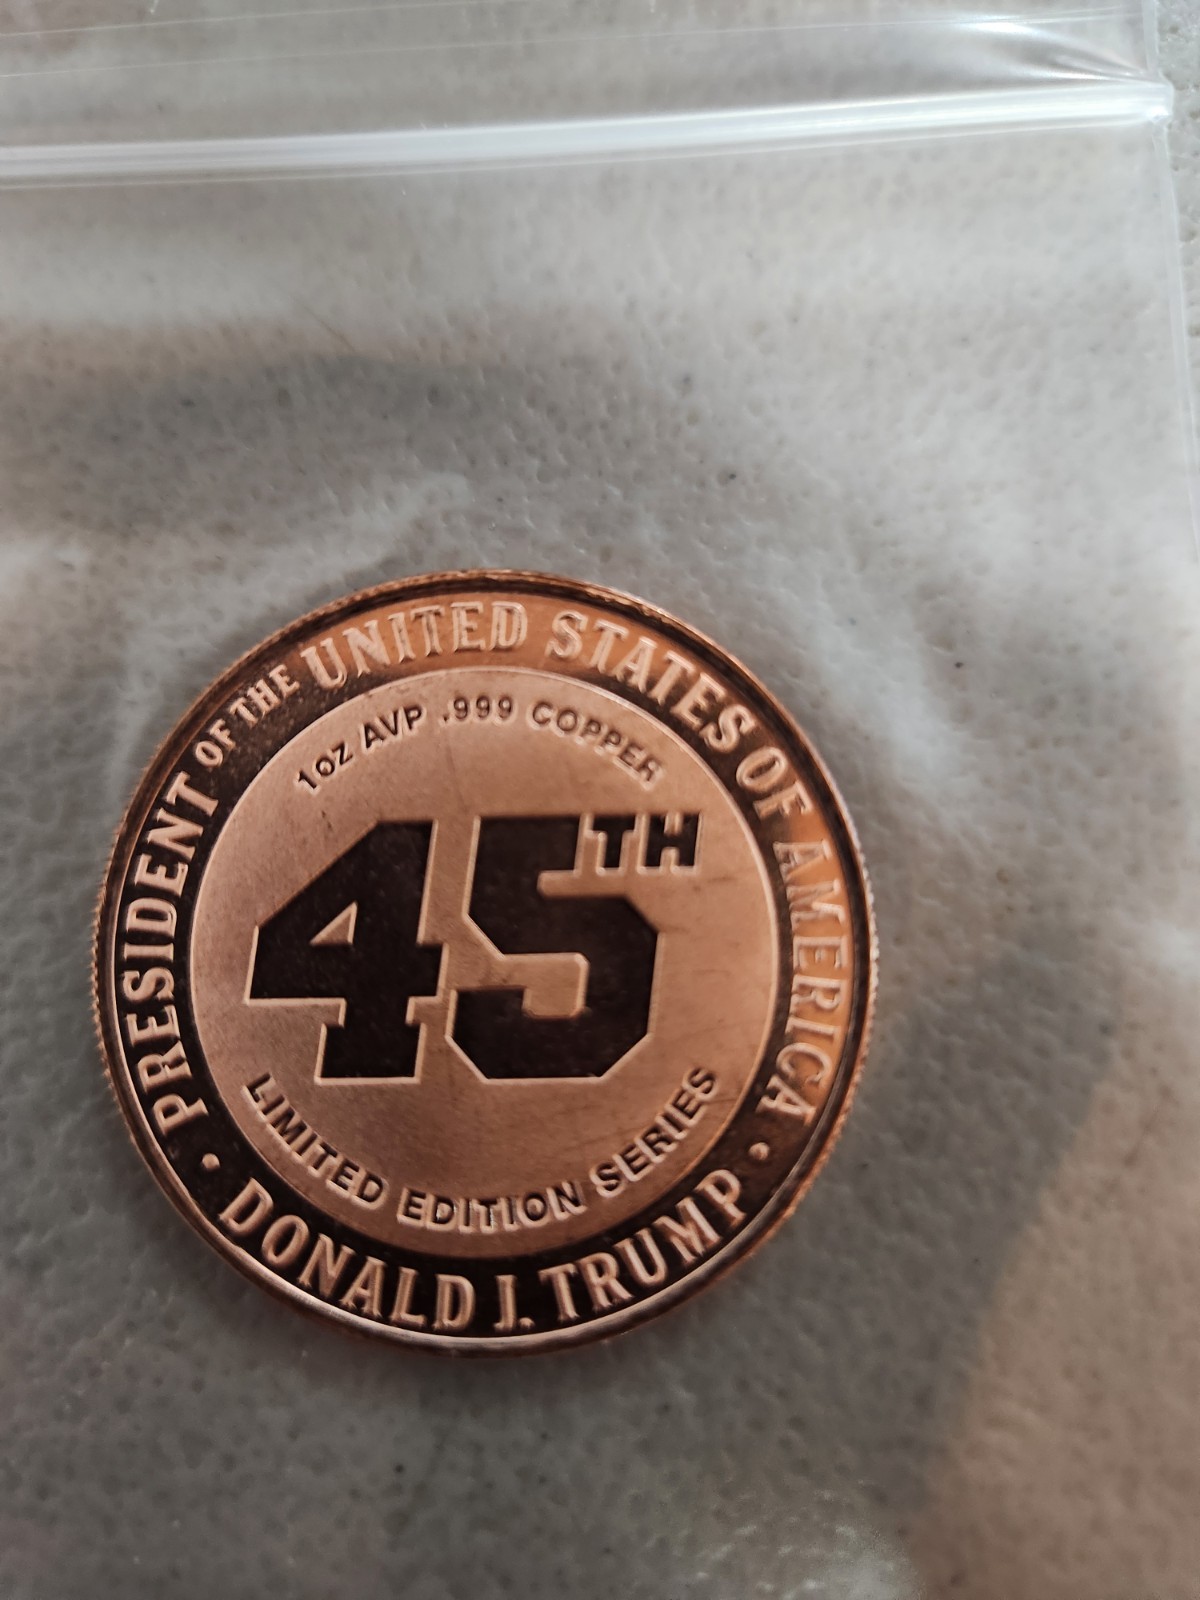 PRESIDENT OF THE UNITED STATES OF AMERICA
1oz AVP .999 COPPER
45TH
LIMITED EDITION SERIES
• DONALD J. TRUMP •